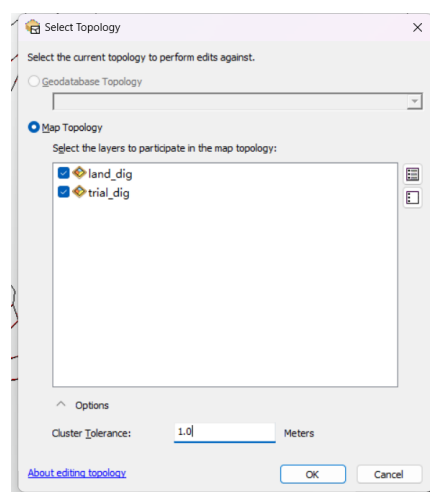 Select Topology
Select the current topology to perform edits against.
Geodatabase Topology
Map Topology
Select the layers to participate in the map topology:
land_dig
trial_dig
Options
Cluster Tolerance: 1.0 Meters
About editing topology OK Cancel